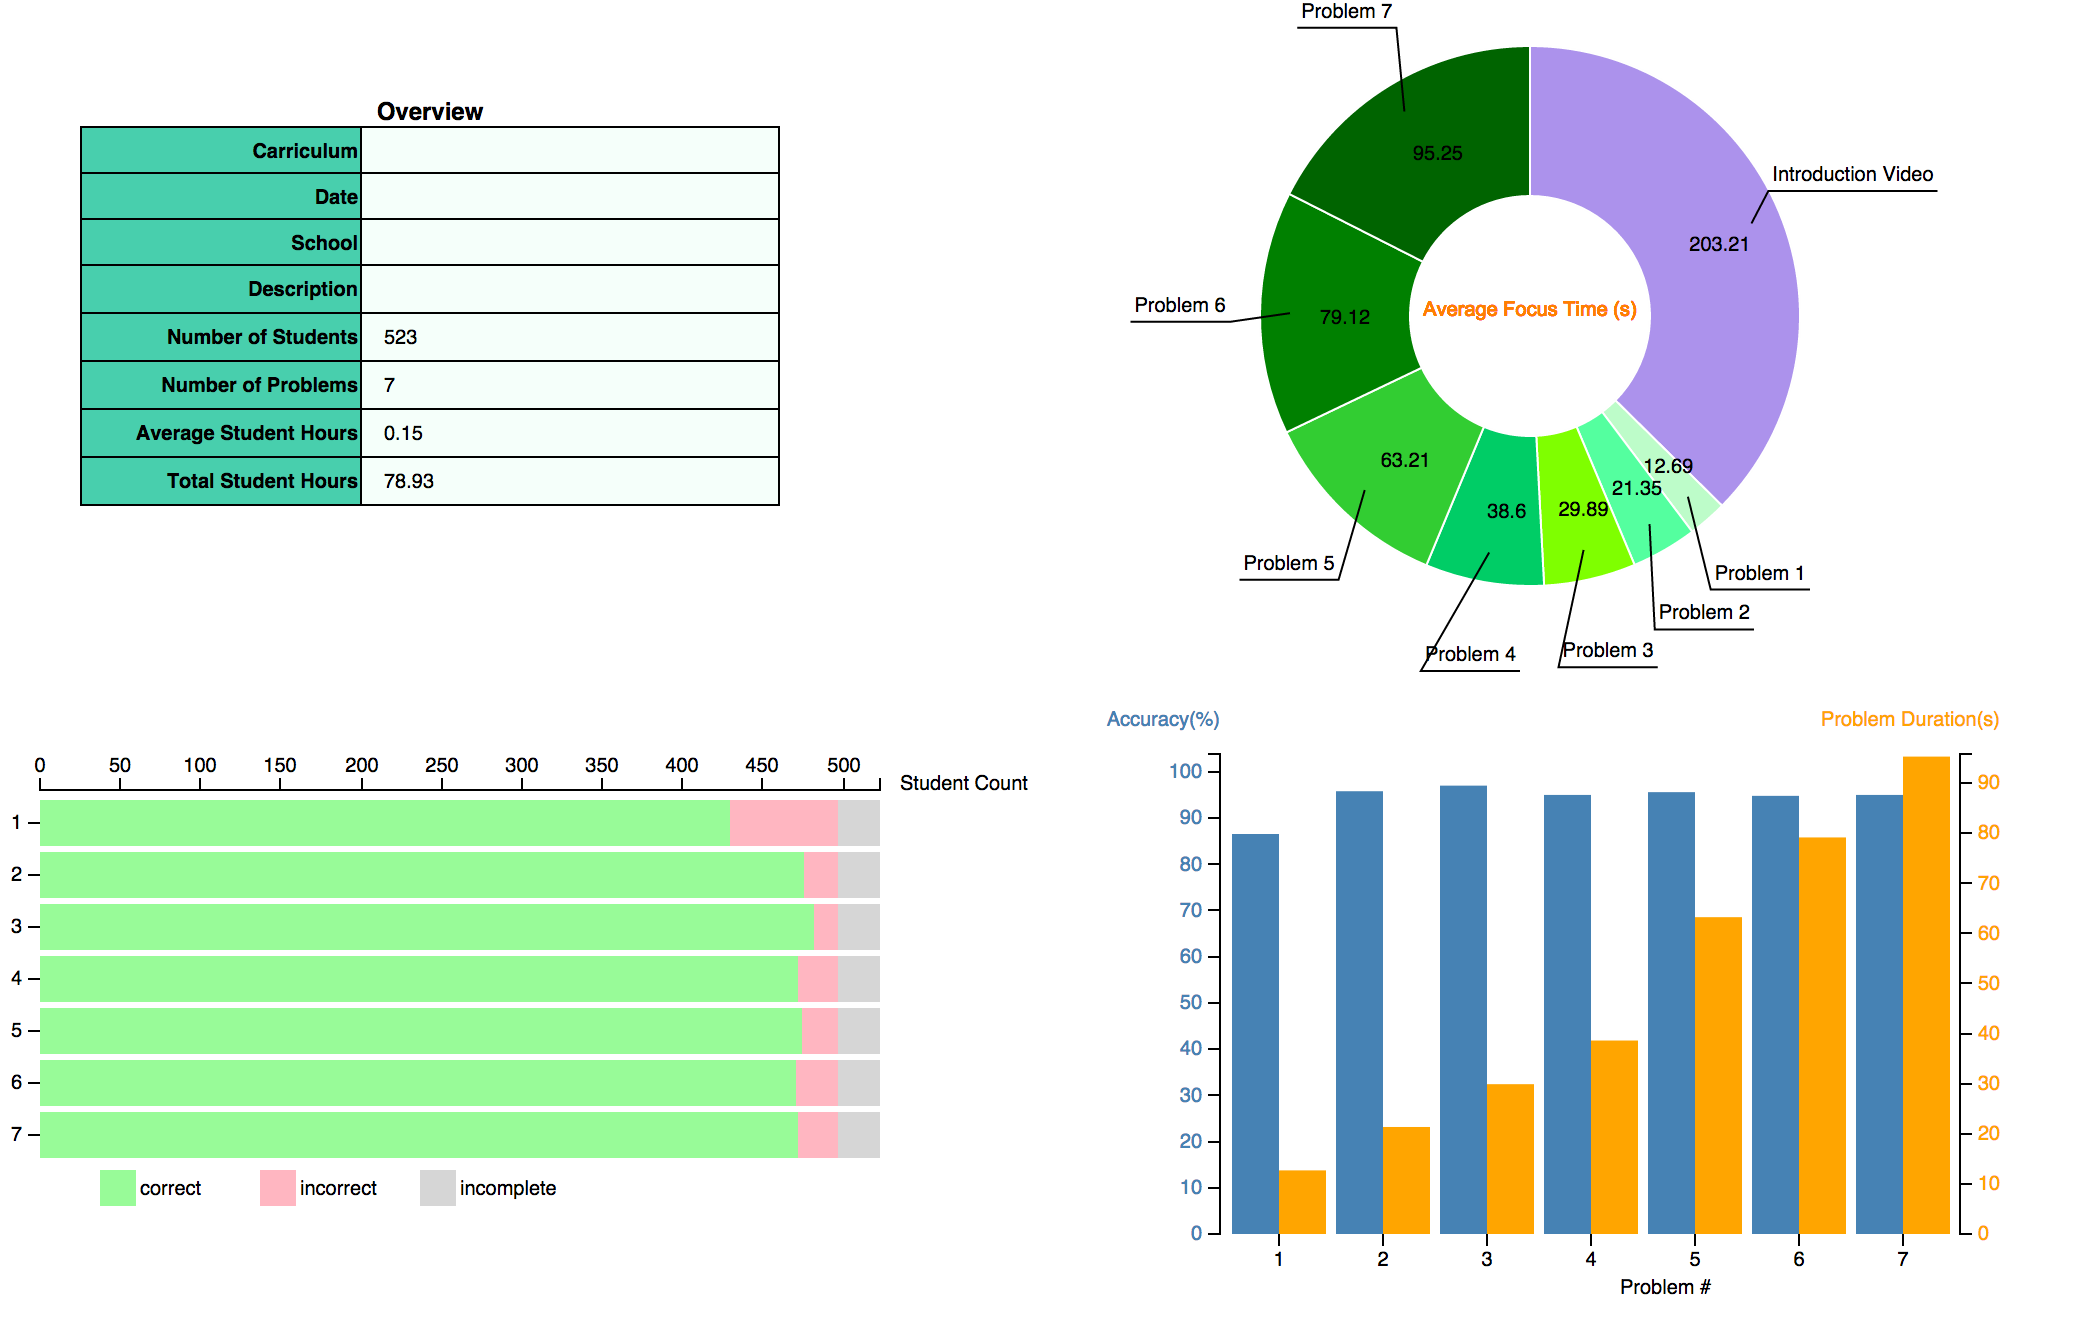 Overview
Carriculum
Date
School
Description
Number of Students 523
Number of Problems 7
Average Student Hours 0.15
Total Student Hours 78.93
Problem 7
95.25
Introduction Video
203.21
Problem 6
79.12
Average Focus Time (s)
63.21
12.69
21.35
38.6
29.89
Problem 5
Problem 1
Problem 2
Problem 3
Problem 4
0 50 100 150 200 250 300 350 400 450 500
Student Count
1
2
3
4
5
6
7
correct incorrect incomplete
Accuracy(%) Problem Duration(s)
100
90
80
70
60
50
40
30
20
10
0
90
80
70
60
50
40
30
20
10
0
1 2 3 4 5 6 7
Problem #